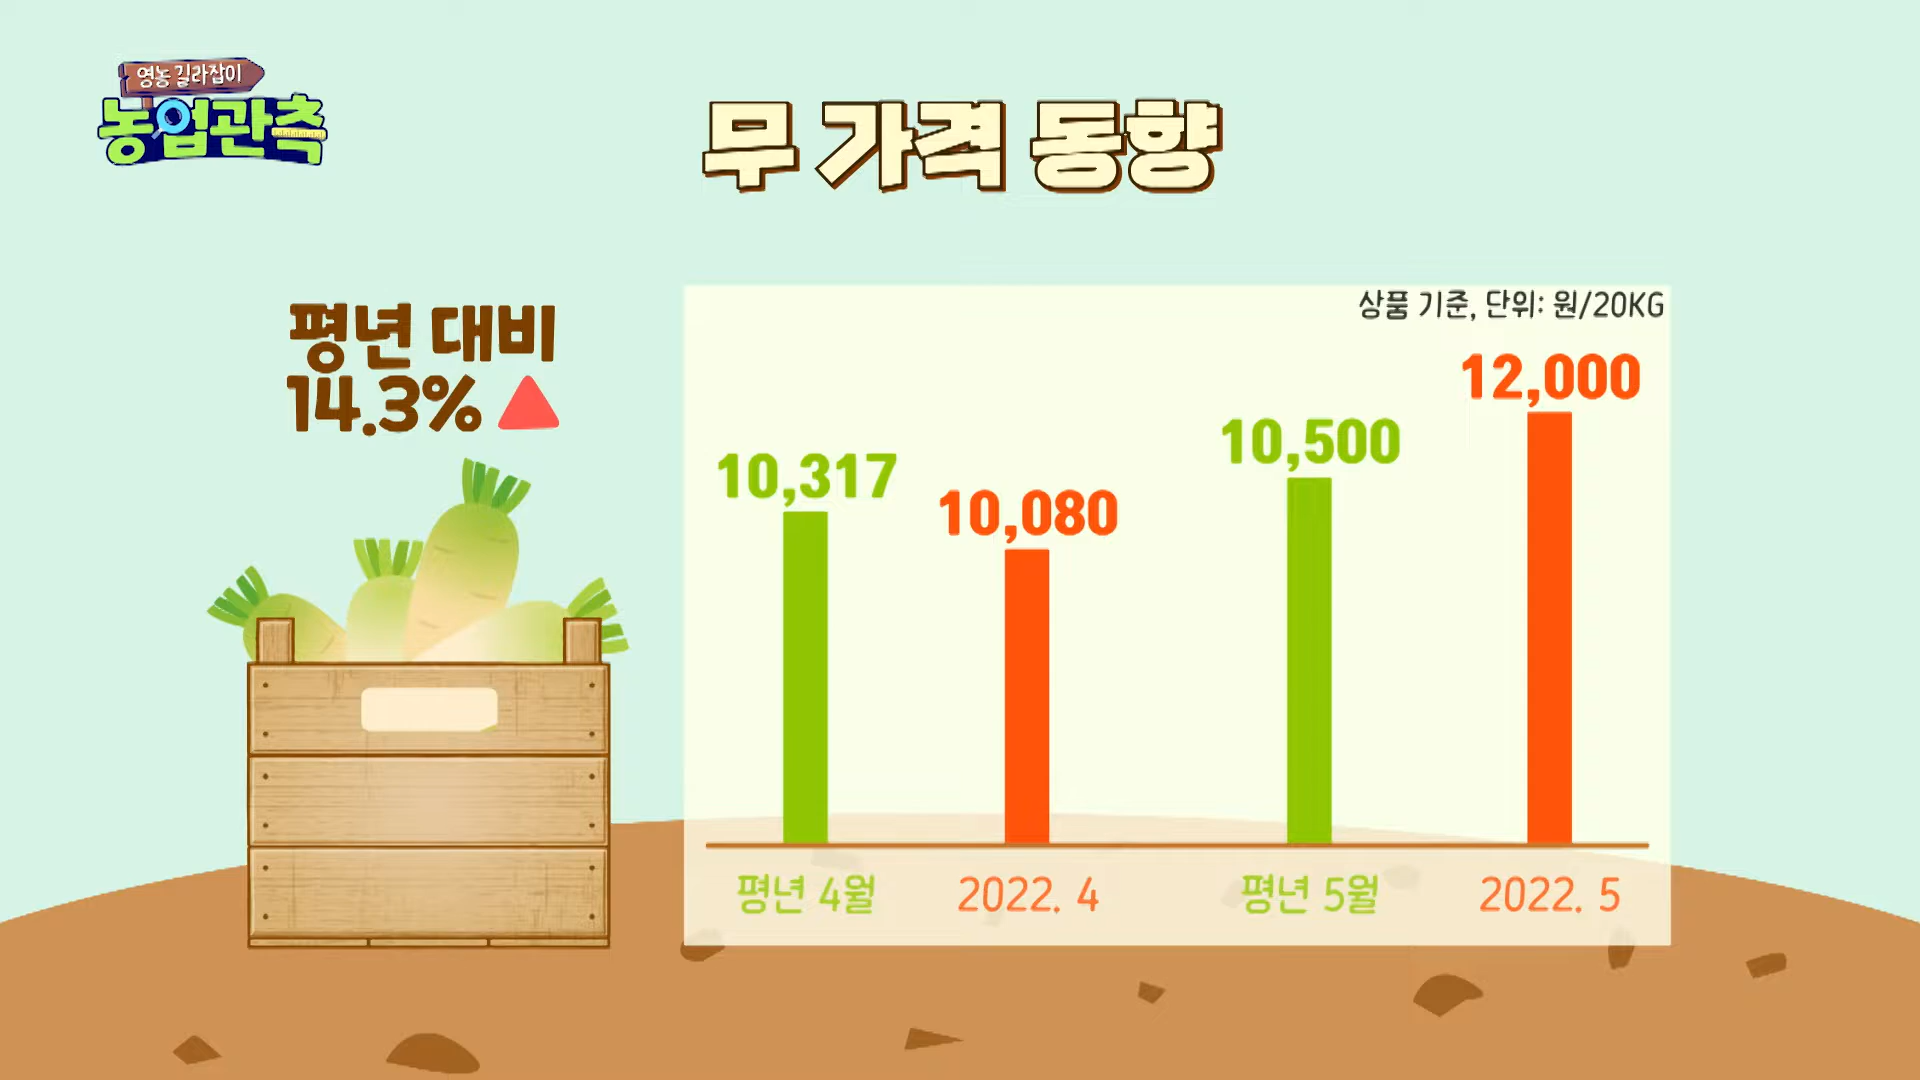 영농 길라잡이
농업관측
무 가격 동향
평년 대비
14.3%
상품 기준, 단위: 원/20KG
10,317
10,080
10,500
12,000
평년 4월
2022. 4
평년 5월
2022. 5